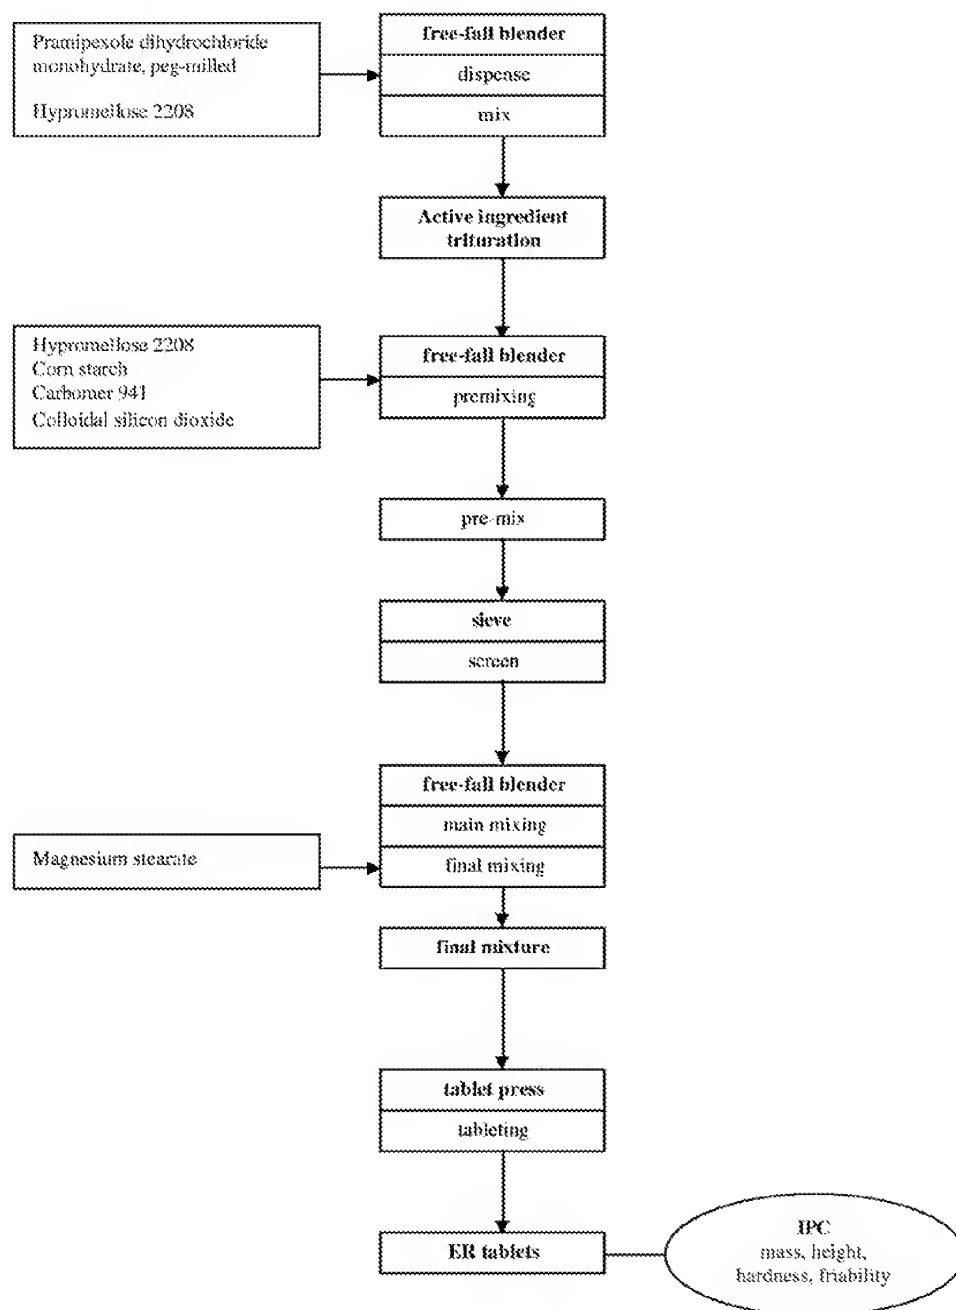 Pramipexole dihydrochloride
monohydrate, peg-milled
Hypromellose 2208
free-fall blender
dispense
mix
Active ingredient
trituration
Hypromellose 2208
Corn starch
Carbomer 941
Colloidal silicon dioxide
free-fall blender
premixing
pre-mix
sieve
screen
free-fall blender
main mixing
Magnesium stearate
final mixing
final mixture
tablet press
tableting
ER tablets
IPC
mass, height,
hardness, friability